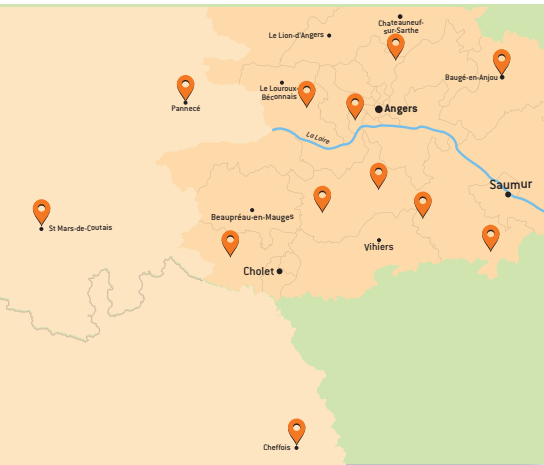 Chateauneuf-
sur-Sarthe
Le Lion-d'Angers
Baugé-en-Anjou
Le Louroux-
Béconnais
Pannecé
Angers
La Loire
Saumur
Beaupréau-en-Mauges
St Mars-de-Coutais
Vihiers
Cholet
Cheffois